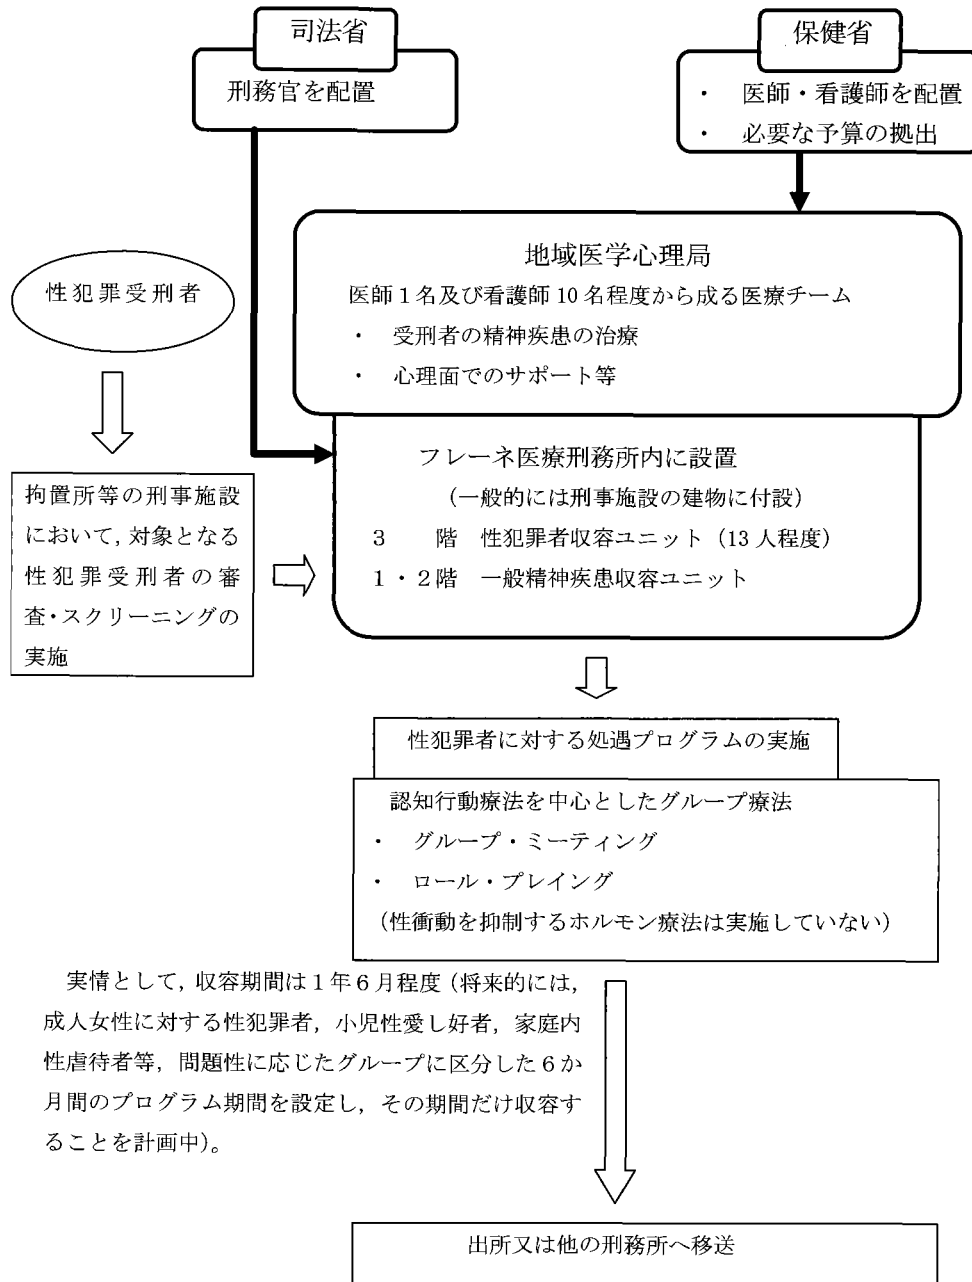 司法省
刑務官を配置
保健省
・ 医師・看護師を配置
・ 必要な予算の拠出
地域医学心理局
医師1名及び看護師10名程度から成る医療チーム
・ 受刑者の精神疾患の治療
・ 心理面でのサポート等
性犯罪受刑者
フレーネ医療刑務所内に設置
(一般的には刑事施設の建物に付設)
3 階 性犯罪者収容ユニット(13人程度)
1・2階 一般精神疾患収容ユニット
拘置所等の刑事施設
において,対象となる
性犯罪受刑者の審
査・スクリーニングの
実施
性犯罪者に対する処遇プログラムの実施
認知行動療法を中心としたグループ療法
・ グループ・ミーティング
・ ロール・プレイング
(性衝動を抑制するホルモン療法は実施していない)
実情として,収容期間は1年6月程度(将来的には,
成人女性に対する性犯罪者,小児性愛し好者,家庭内
性虐待者等,問題性に応じたグループに区分した6か
月間のプログラム期間を設定し,その期間だけ収容す
ることを計画中)。
出所又は他の刑務所へ移送